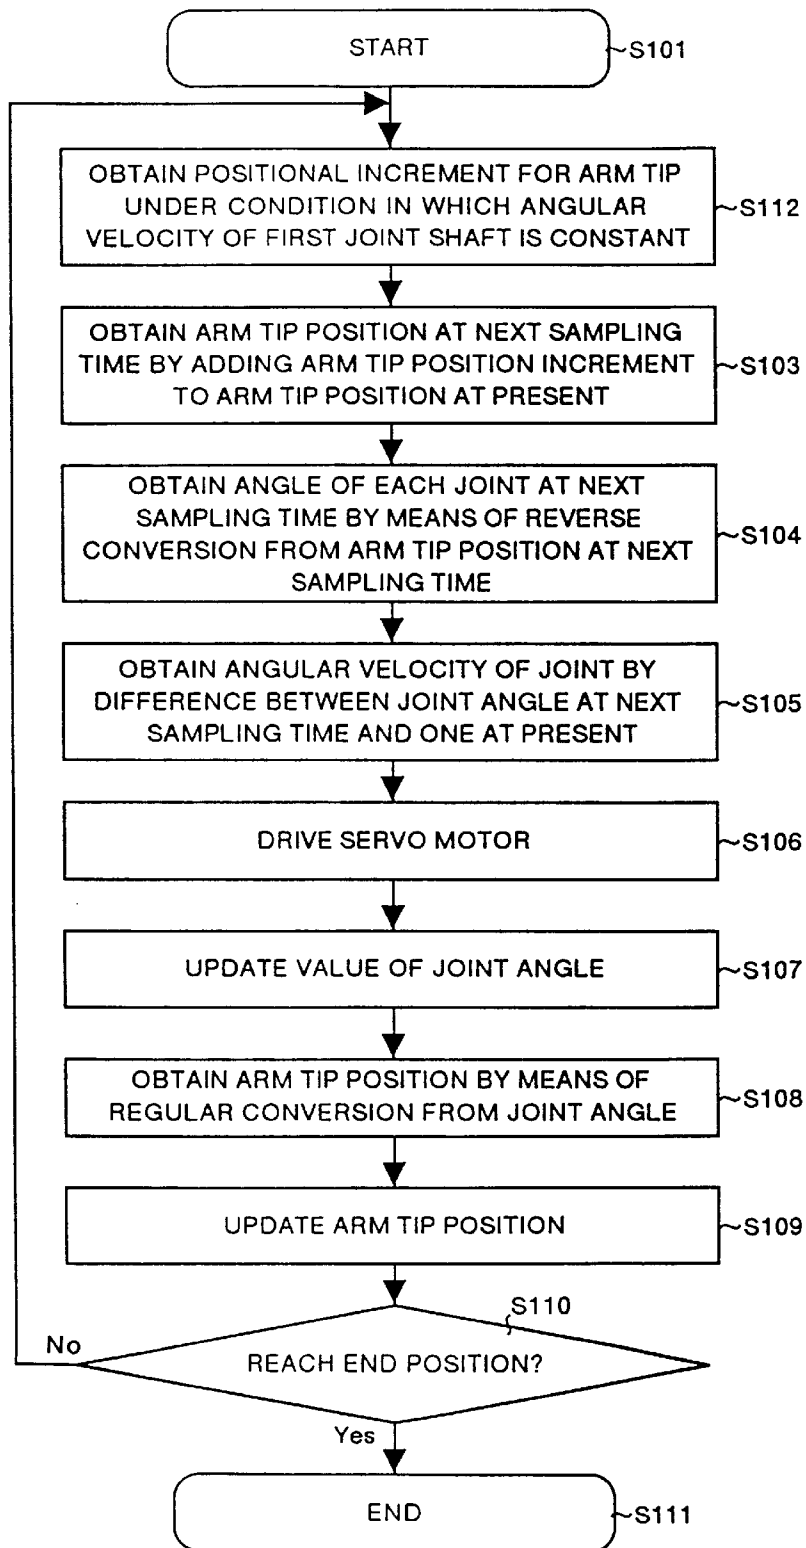 START
S101
OBTAIN POSITIONAL INCREMENT FOR ARM TIP
UNDER CONDITION IN WHICH ANGULAR
VELOCITY OF FIRST JOINT SHAFT IS CONSTANT
S112
OBTAIN ARM TIP POSITION AT NEXT SAMPLING
TIME BY ADDING ARM TIP POSITION INCREMENT
TO ARM TIP POSITION AT PRESENT
S103
OBTAIN ANGLE OF EACH JOINT AT NEXT
SAMPLING TIME BY MEANS OF REVERSE
CONVERSION FROM ARM TIP POSITION AT NEXT
SAMPLING TIME
S104
OBTAIN ANGULAR VELOCITY OF JOINT BY
DIFFERENCE BETWEEN JOINT ANGLE AT NEXT
SAMPLING TIME AND ONE AT PRESENT
S105
DRIVE SERVO MOTOR
S106
UPDATE VALUE OF JOINT ANGLE
S107
OBTAIN ARM TIP POSITION BY MEANS OF
REGULAR CONVERSION FROM JOINT ANGLE
S108
UPDATE ARM TIP POSITION
S109
S110
No
REACH END POSITION?
Yes
END
S111